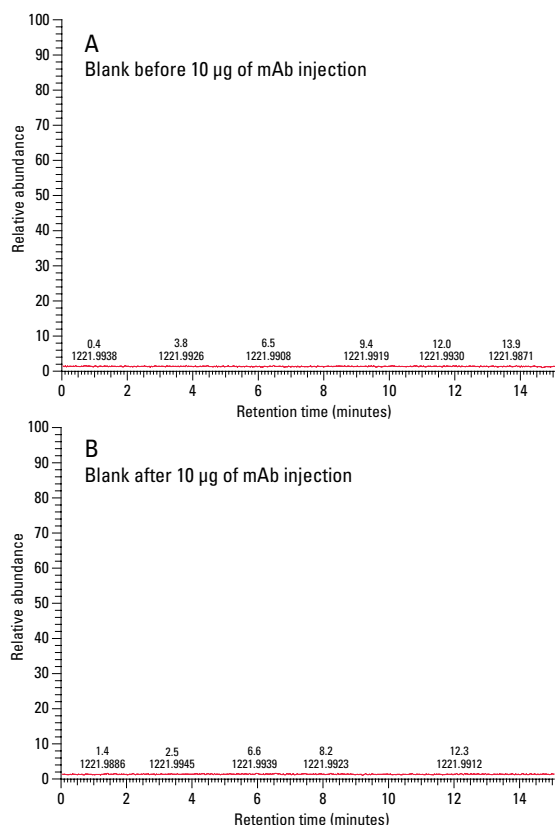 A
Blank before 10 µg of mAb injection
Relative abundance
100
90
80
70
60
50
40
30
20
10
0
0.4 3.8 6.5 9.4 12.0 13.9
1221.9938 1221.9926 1221.9908 1221.9919 1221.9930 1221.9871
0 2 4 6 8 10 12 14
Retention time (minutes)
B
Blank after 10 µg of mAb injection
Relative abundance
100
90
80
70
60
50
40
30
20
10
0
1.4 2.5 6.6 8.2 12.3
1221.9886 1221.9945 1221.9939 1221.9923 1221.9912
0 2 4 6 8 10 12 14
Retention time (minutes)